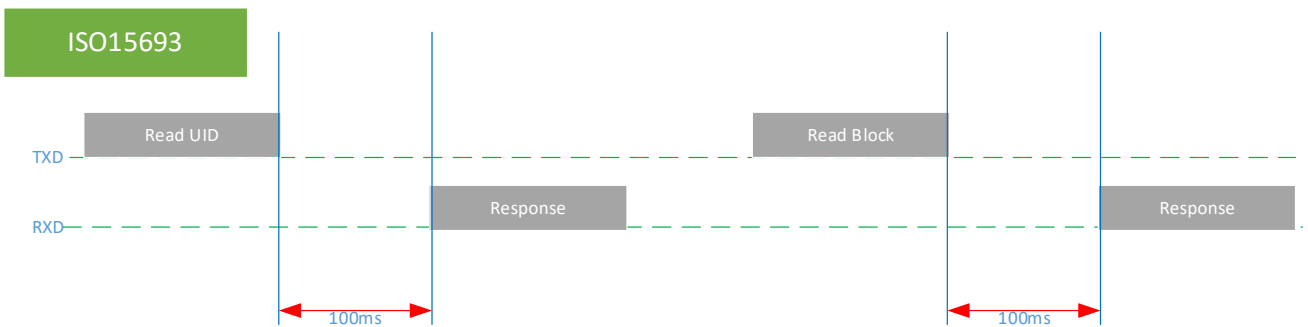 ISO15693
Read UID
Read Block
TXD
Response
Response
RXD
100ms
100ms